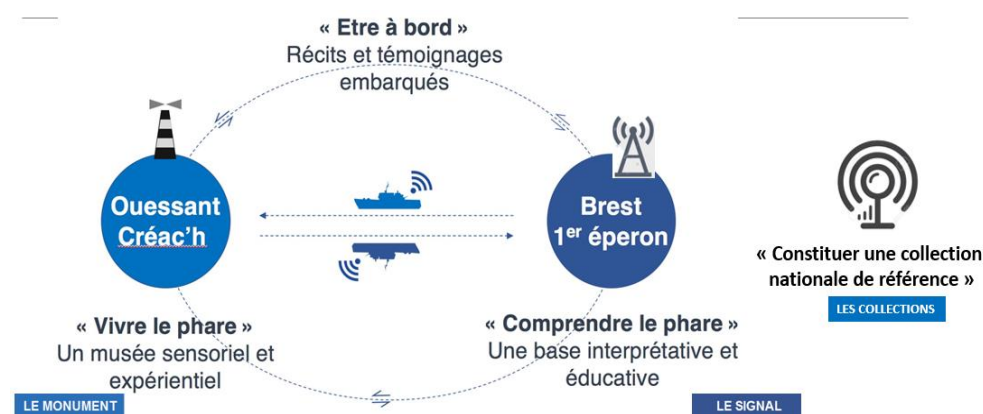 « Etre à bord »
Récits et témoignages
embarqués
Ouessant
Créac’h
Brest
1er éperon
« Constituer une collection
nationale de référence »
LES COLLECTIONS
« Vivre le phare »
Un musée sensoriel et
expérientiel
« Comprendre le phare »
Une base interprétative et
éducative
LE MONUMENT
LE SIGNAL